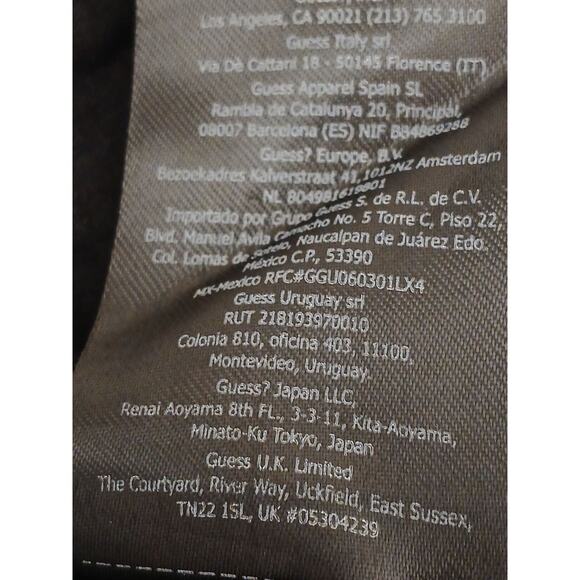 Los Angeles, CA 90021 (213) 765 3100
Guess Italy srl
Via Dè Cattani 18 - 50145 Florence (IT)
Guess Apparel Spain SL
Rambla de Catalunya 20, Principal,
08007 Barcelona (ES) NIF B84869288
Guess? Europe, B.V.
Bezoekadres Kalverstraat 41,1012NZ Amsterdam
NL 804981619B01
Importado por Grupo Guess S. de R.L. de C.V.
Blvd. Manuel Avila Camacho No. 5 Torre C, Piso 22,
Col. Lomas de Sotelo, Naucalpan de Juárez Edo.
México C.P., 53390
MX-Mexico RFC#GGU060301LX4
Guess Uruguay srl
RUT 218193970010
Colonia 810, oficina 403, 11100,
Montevideo, Uruguay.
Guess? Japan LLC,
Renai Aoyama 8th FL., 3-3-11, Kita-Aoyama,
Minato-Ku Tokyo, Japan
Guess U.K. Limited
The Courtyard, River Way, Uckfield, East Sussex,
TN22 1SL, UK #05304239